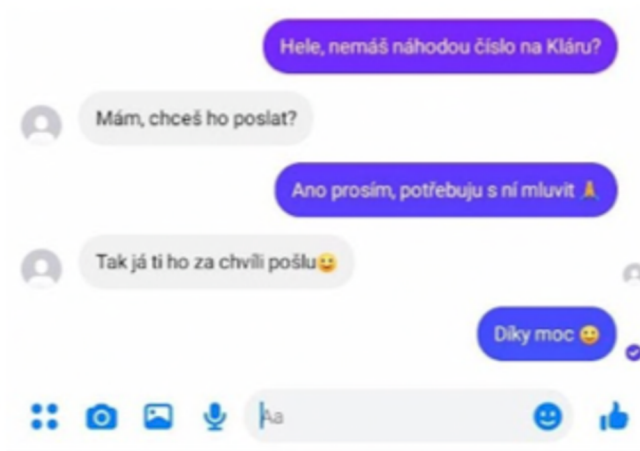 Hele, nemáš náhodou číslo na Kláru?
Mám, chceš ho poslat?
Ano prosím, potřebuju s ní mluvit 🙏
Tak já ti ho za chvíli pošlu🙂
Díky moc 🙂
Aa